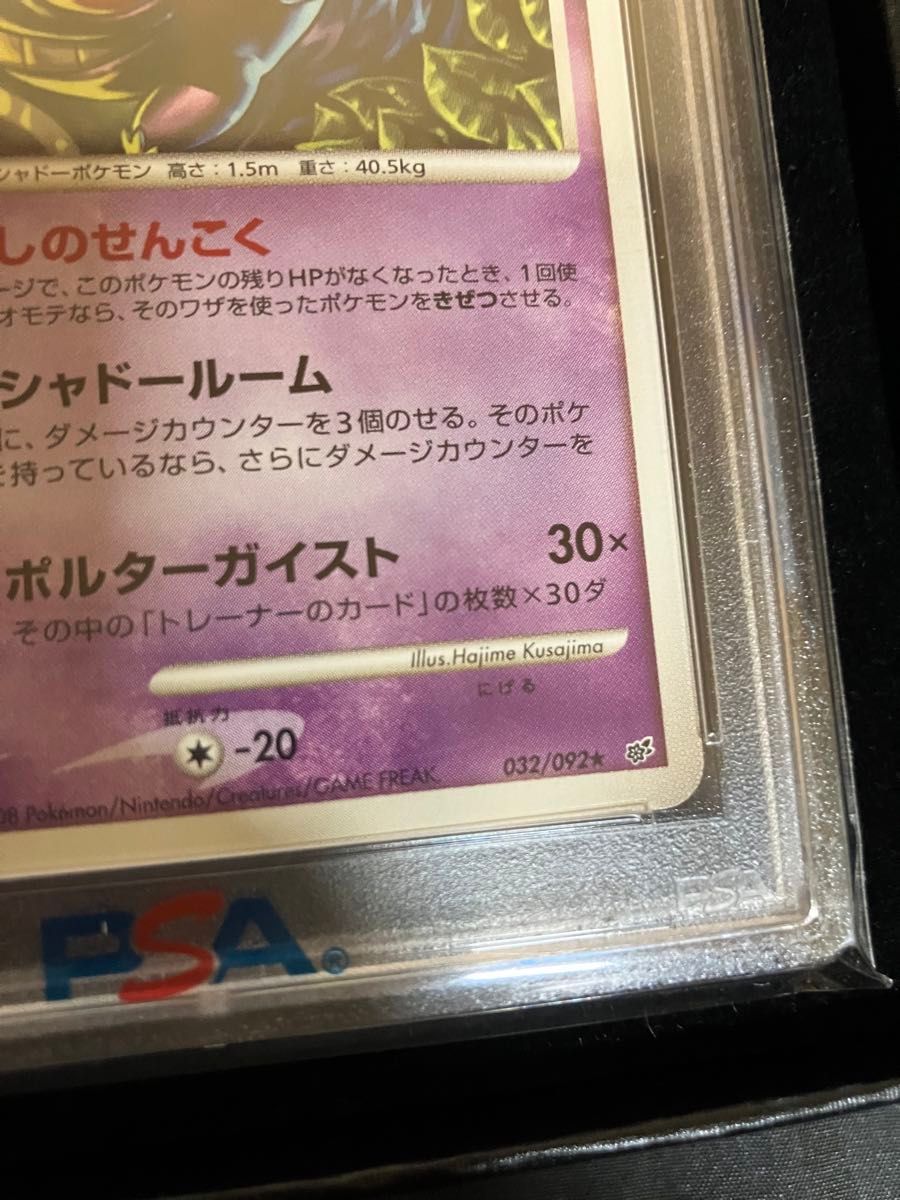 シャドーポケモン 高さ：1.5m 重さ：40.5kg
しのせんこく
ージで、このポケモンの残りHPがなくなったとき、1回使
オモテなら、そのワザを使ったポケモンをきぜつさせる。
シャドールーム
に、ダメージカウンターを3個のせる。そのポケ
を持っているなら、さらにダメージカウンターを
ポルターガイスト 30×
その中の「トレーナーのカード」の枚数×30ダ
Illus.Hajime Kusajima
抵抗力 にげる
-20
032/092★
08 Pokémon/Nintendo/Creatures/GAME FREAK.
PSA
PSA®